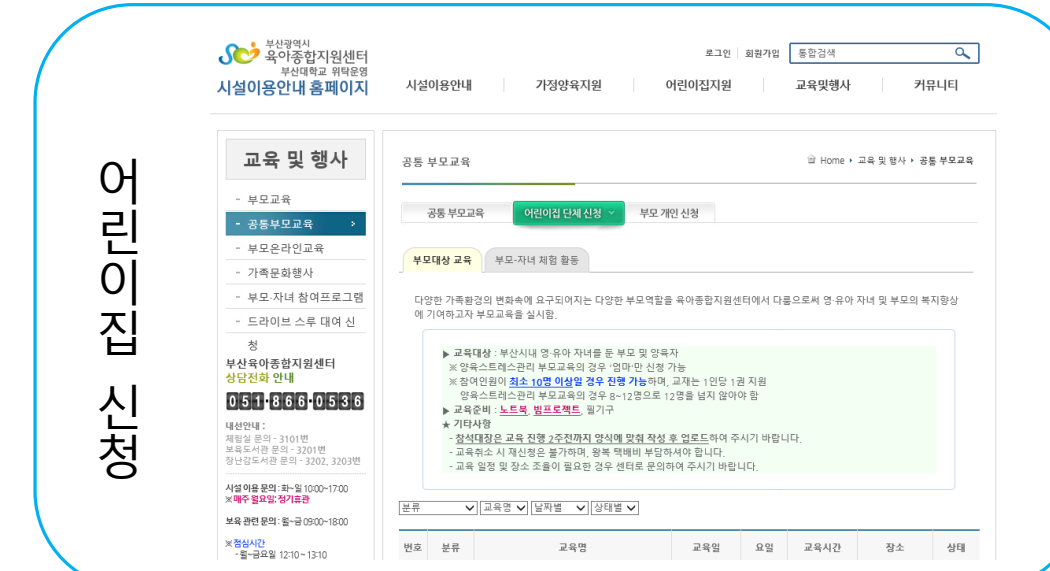 어린이집 신청
부산광역시
육아종합지원센터
부산대학교 위탁운영
시설이용안내 홈페이지
로그인 회원가입 통합검색
시설이용안내 가정양육지원 어린이집지원 교육및행사 커뮤니티
교육 및 행사
- 부모교육
- 공통부모교육 >
- 부모온라인교육
- 가족문화행사
- 부모·자녀 참여프로그램
- 드라이브 스루 대여 신
청
부산육아종합지원센터
상담전화 안내
051·866·0536
내선안내 :
체험실 문의 - 3101번
보육도서관 문의 - 3201번
장난감도서관 문의 - 3202, 3203번
시설 이용 문의 : 화~일 10:00~17:00
※매주 월요일: 정기휴관
보육 관련 문의 : 월~금 09:00~18:00
※점심시간
- 월~금요일 12:10 ~ 13:10
공통 부모교육
Home 교육 및 행사 공통 부모교육
공통 부모교육 어린이집 단체 신청 부모 개인 신청
부모대상 교육 부모-자녀 체험 활동
다양한 가족환경의 변화속에 요구되어지는 다양한 부모역할을 육아종합지원센터에서 다룸으로써 영·유아 자녀 및 부모의 복지향상
에 기여하고자 부모교육을 실시함.
▶ 교육대상 : 부산시내 영·유아 자녀를 둔 부모 및 양육자
※ 양육스트레스관리 부모교육의 경우 '엄마'만 신청 가능
※ 참여인원이 최소 10명 이상일 경우 진행 가능하며, 교재는 1인당 1권 지원
양육스트레스관리 부모교육의 경우 8~12명으로 12명을 넘지 않아야 함
▶ 교육준비 : 노트북, 빔프로젝트, 필기구
★ 기타사항
- 참석대장은 교육 진행 2주전까지 양식에 맞춰 작성 후 업로드하여 주시기 바랍니다.
- 교육취소 시 재신청은 불가하며, 왕복 택배비 부담하셔야 합니다.
- 교육 일정 및 장소 조율이 필요한 경우 센터로 문의하여 주시기 바랍니다.
분류 교육명 날짜별 상태별
번호 분류 교육명 교육일 요일 교육시간 장소 상태